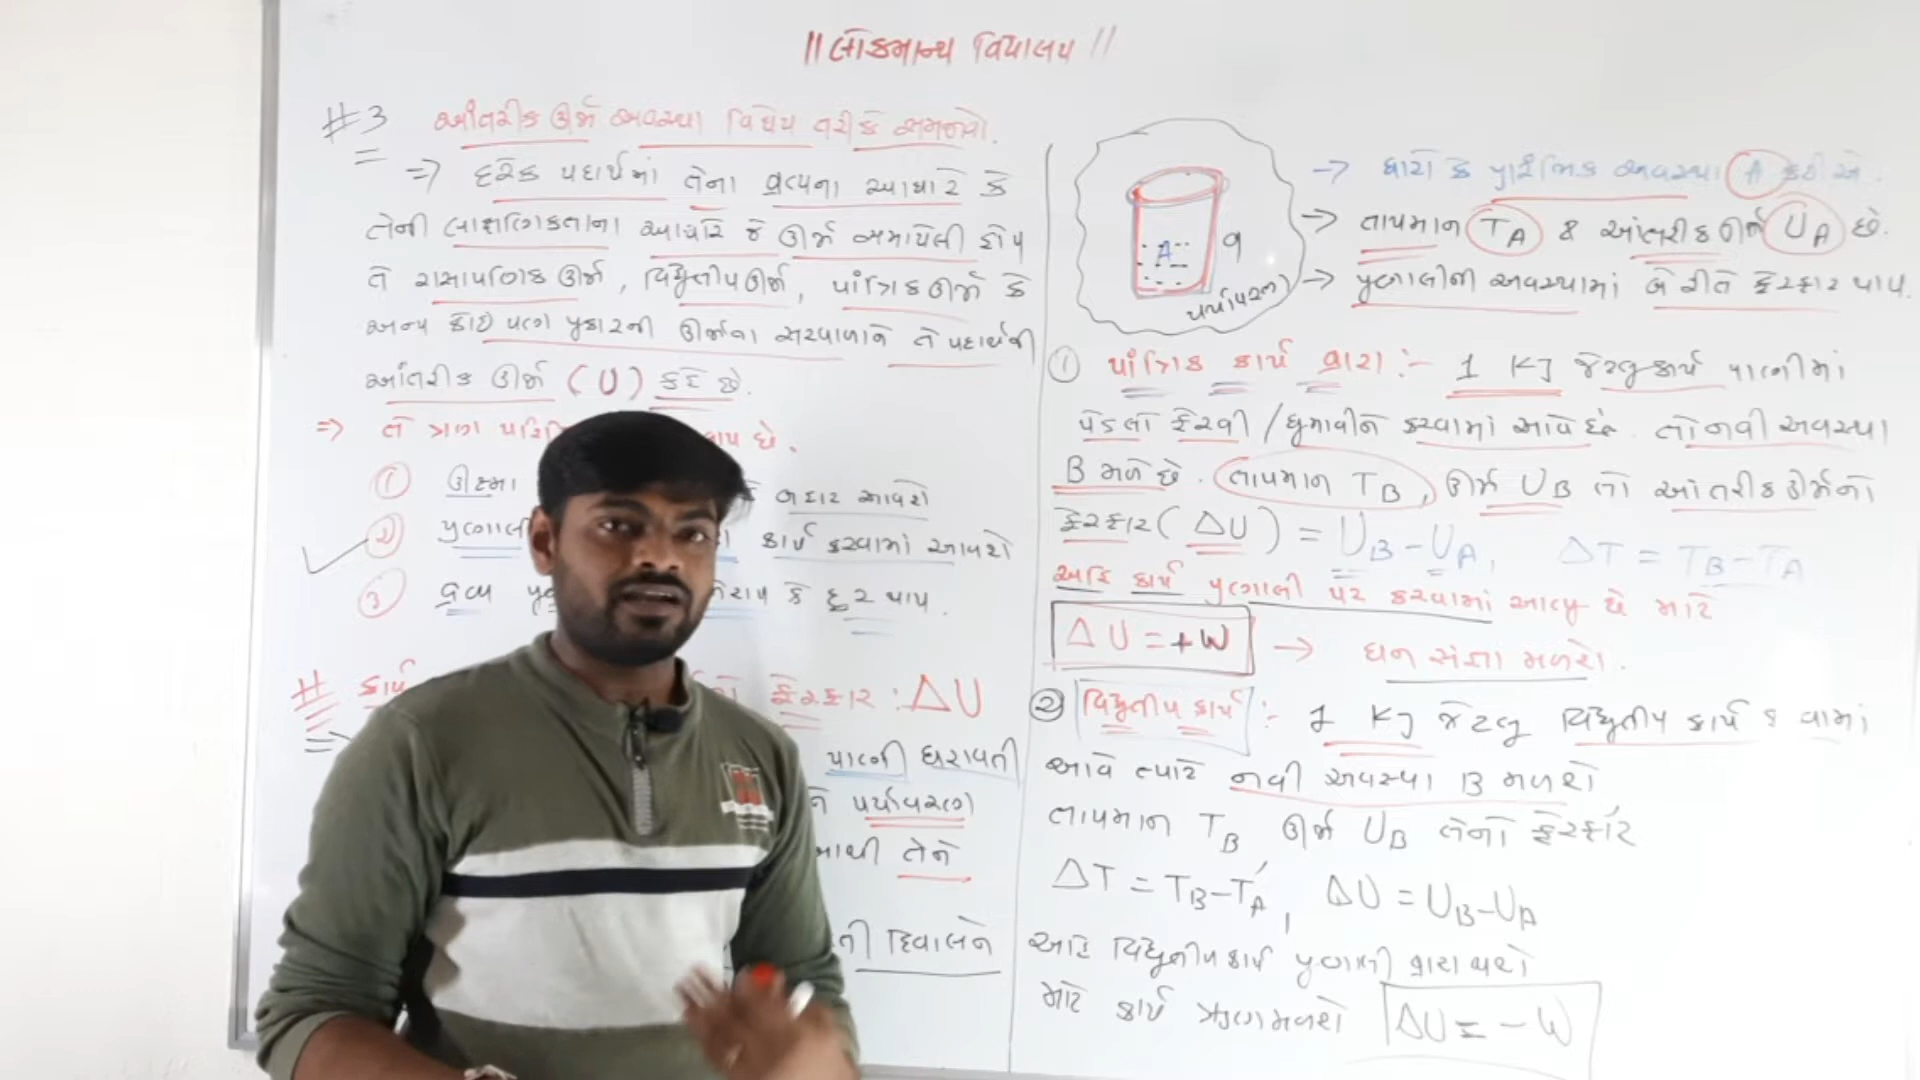 || લોકમાન્ય વિદ્યાલય ||
#3 આંતરીક ઊર્જા અવસ્થા વિધેય તરીકે સમજાવો.
=> દરેક પદાર્થમાં તેના દ્રવ્યના આધારે કે
તેની લાક્ષણિકતાના આધારે જે ઊર્જા સમાયેલી હોય
તે રાસાયણિક ઊર્જા, વિદ્યુતીય ઊર્જા, યાંત્રિક ઊર્જા કે
અન્ય કોઈ પણ પ્રકારની ઊર્જાના સરવાળાને તે પદાર્થની
આંતરીક ઊર્જા (U) કહે છે.
=> તે ત્રણ છે.
① ઊષ્મા બહાર આવશે
② પ્રણાલી કાર્ય કરવામાં આવશે
③ દ્રવ્ય કે દૂર થાય.
# કાર્ય ફેરફાર : ΔU
પાણી ધરાવતી
પર્યાવરણ
તેને
દિવાલને
A
q
પર્યાવરણ
-> ધારો કે પ્રારંભિક અવસ્થા A કહીએ.
-> તાપમાન TA & આંતરીક ઊર્જા UA છે.
-> પ્રણાલીની અવસ્થામાં બે રીતે ફેરફાર થાય.
① યાંત્રિક કાર્ય દ્વારા :- 1 KJ જેટલુ કાર્ય પાણીમાં
પેડલો ફેરવી / ઘુમાવીને કરવામાં આવે છે. તો નવી અવસ્થા
B મળે છે. તાપમાન TB, ઊર્જા UB તો આંતરીક ઊર્જાનો
ફેરફાર (ΔU) = UB-UA, ΔT = TB-TA
અહિ કાર્ય પ્રણાલી પર કરવામાં આવ્યુ છે માટે
ΔU = +W -> ધન સંજ્ઞા મળશે.
② વિદ્યુતીય કાર્ય :- 1 KJ જેટલુ વિદ્યુતીય કાર્ય
આવે ત્યારે નવી અવસ્થા B મળશે
તાપમાન TB ઊર્જા UB તેનો ફેરફાર
ΔT = TB-TA, ΔU = UB-UA
અહિ વિદ્યુતીય કાર્ય પ્રણાલી દ્વારા થશે
માટે કાર્ય ઋણ મળશે ΔU = -W